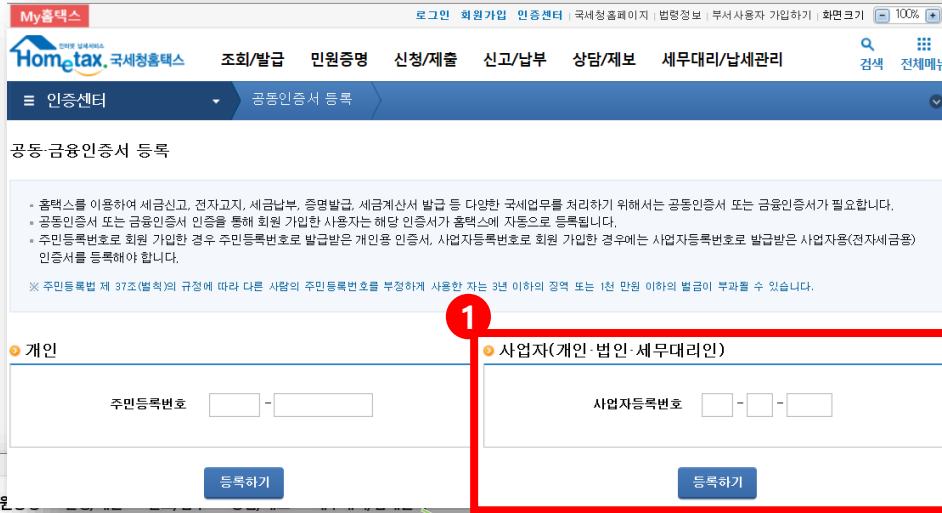 My홈택스
로그인 회원가입 인증센터 국세청홈페이지 법령정보 부서사용자 가입하기 화면크기 - 100% +
인터넷 납세서비스
Hometax. 국세청홈택스
조회/발급 민원증명 신청/제출 신고/납부 상담/제보 세무대리/납세관리 검색 전체메뉴
인증센터 공동인증서 등록
공동·금융인증서 등록
홈택스를 이용하여 세금신고, 전자고지, 세금납부, 증명발급, 세금계산서 발급 등 다양한 국세업무를 처리하기 위해서는 공동인증서 또는 금융인증서가 필요합니다.
공동인증서 또는 금융인증서 인증을 통해 회원 가입한 사용자는 해당 인증서가 홈택스에 자동으로 등록됩니다.
주민등록번호로 회원 가입한 경우 주민등록번호로 발급받은 개인용 인증서, 사업자등록번호로 회원 가입한 경우에는 사업자등록번호로 발급받은 사업자용(전자세금용)
인증서를 등록해야 합니다.
※ 주민등록법 제 37조(벌칙)의 규정에 따라 다른 사람의 주민등록번호를 부정하게 사용한 자는 3년 이하의 징역 또는 1천 만원 이하의 벌금이 부과될 수 있습니다.
1
개인
주민등록번호 -
등록하기
사업자(개인·법인·세무대리인)
사업자등록번호 - -
등록하기